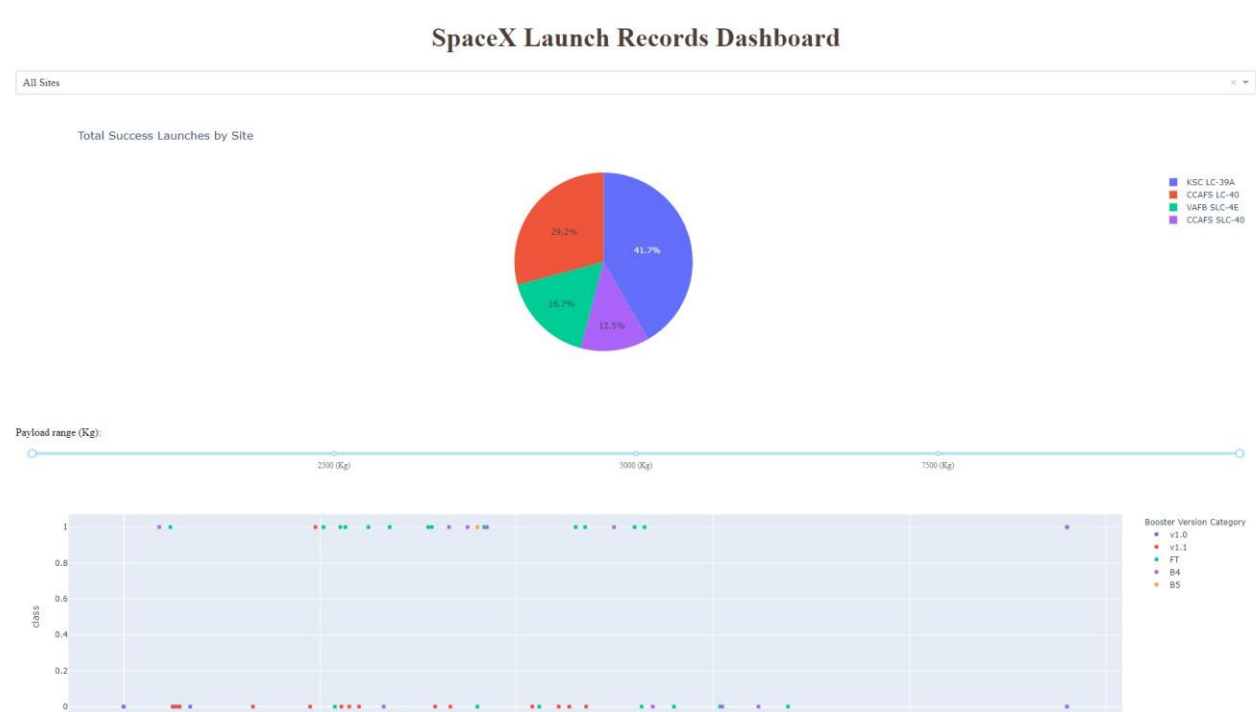 SpaceX Launch Records Dashboard
All Sites
Total Success Launches by Site
KSC LC-39A
CCAFS LC-40
VAFB SLC-4E
CCAFS SLC-40
29.2%
41.7%
16.7%
12.5%
Payload range (Kg):
2500 (Kg)
5000 (Kg)
7500 (Kg)
Booster Version Category
v1.0
v1.1
FT
B4
B5
class
1
0.8
0.6
0.4
0.2
0